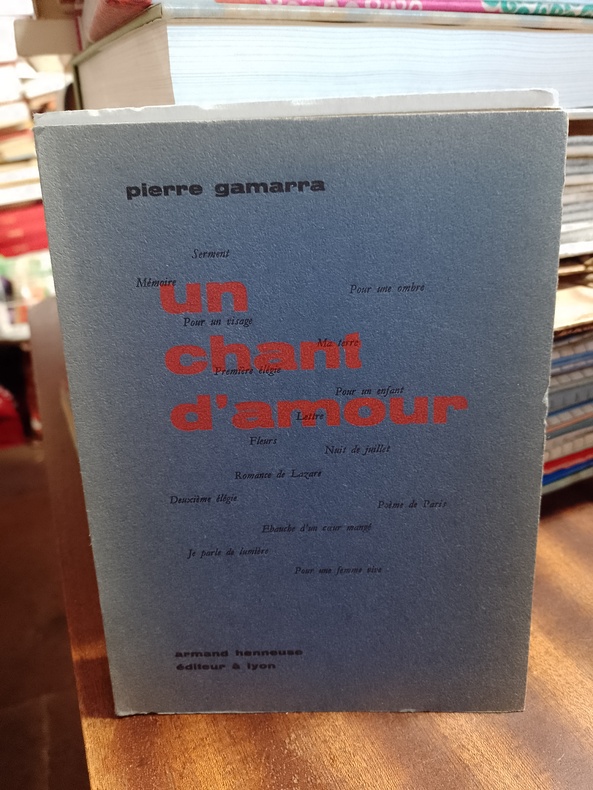 pierre gamarra
Serment
Mémoire
Pour une ombre
un
Pour un visage
Ma terre
chant
Première élégie
Pour un enfant
Lettre
d'amour
Fleurs
Nuit de juillet
Romance de Lazare
Deuxième élégie
Poème de Paris
Ebauche d'un cœur mangé
Je parle de lumière
Pour une femme vive
armand henneuse
éditeur à lyon